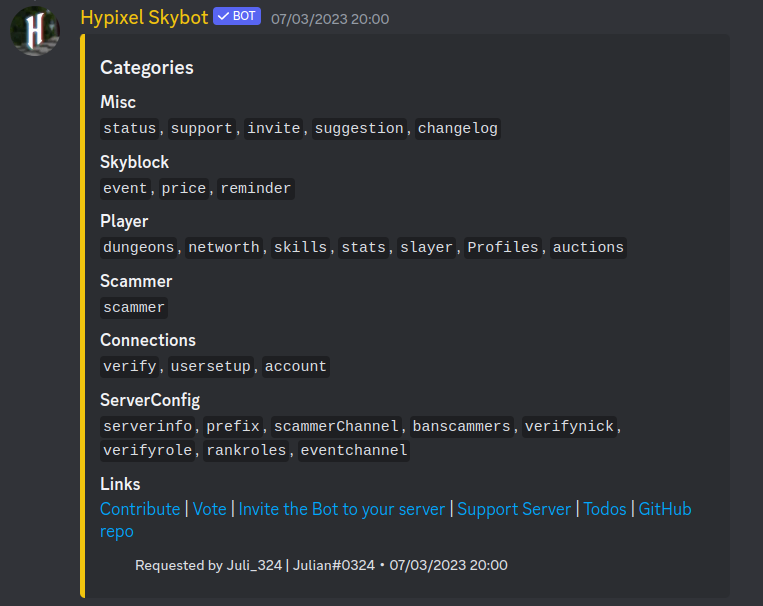 Hypixel Skybot BOT 07/03/2023 20:00
Categories
Misc
status, support, invite, suggestion, changelog
Skyblock
event, price, reminder
Player
dungeons, networth, skills, stats, slayer, Profiles, auctions
Scammer
scammer
Connections
verify, usersetup, account
ServerConfig
serverinfo, prefix, scammerChannel, banscammers, verifynick,
verifyrole, rankroles, eventchannel
Links
Contribute | Vote | Invite the Bot to your server | Support Server | Todos | GitHub
repo
Requested by Juli_324 | Julian#0324 • 07/03/2023 20:00